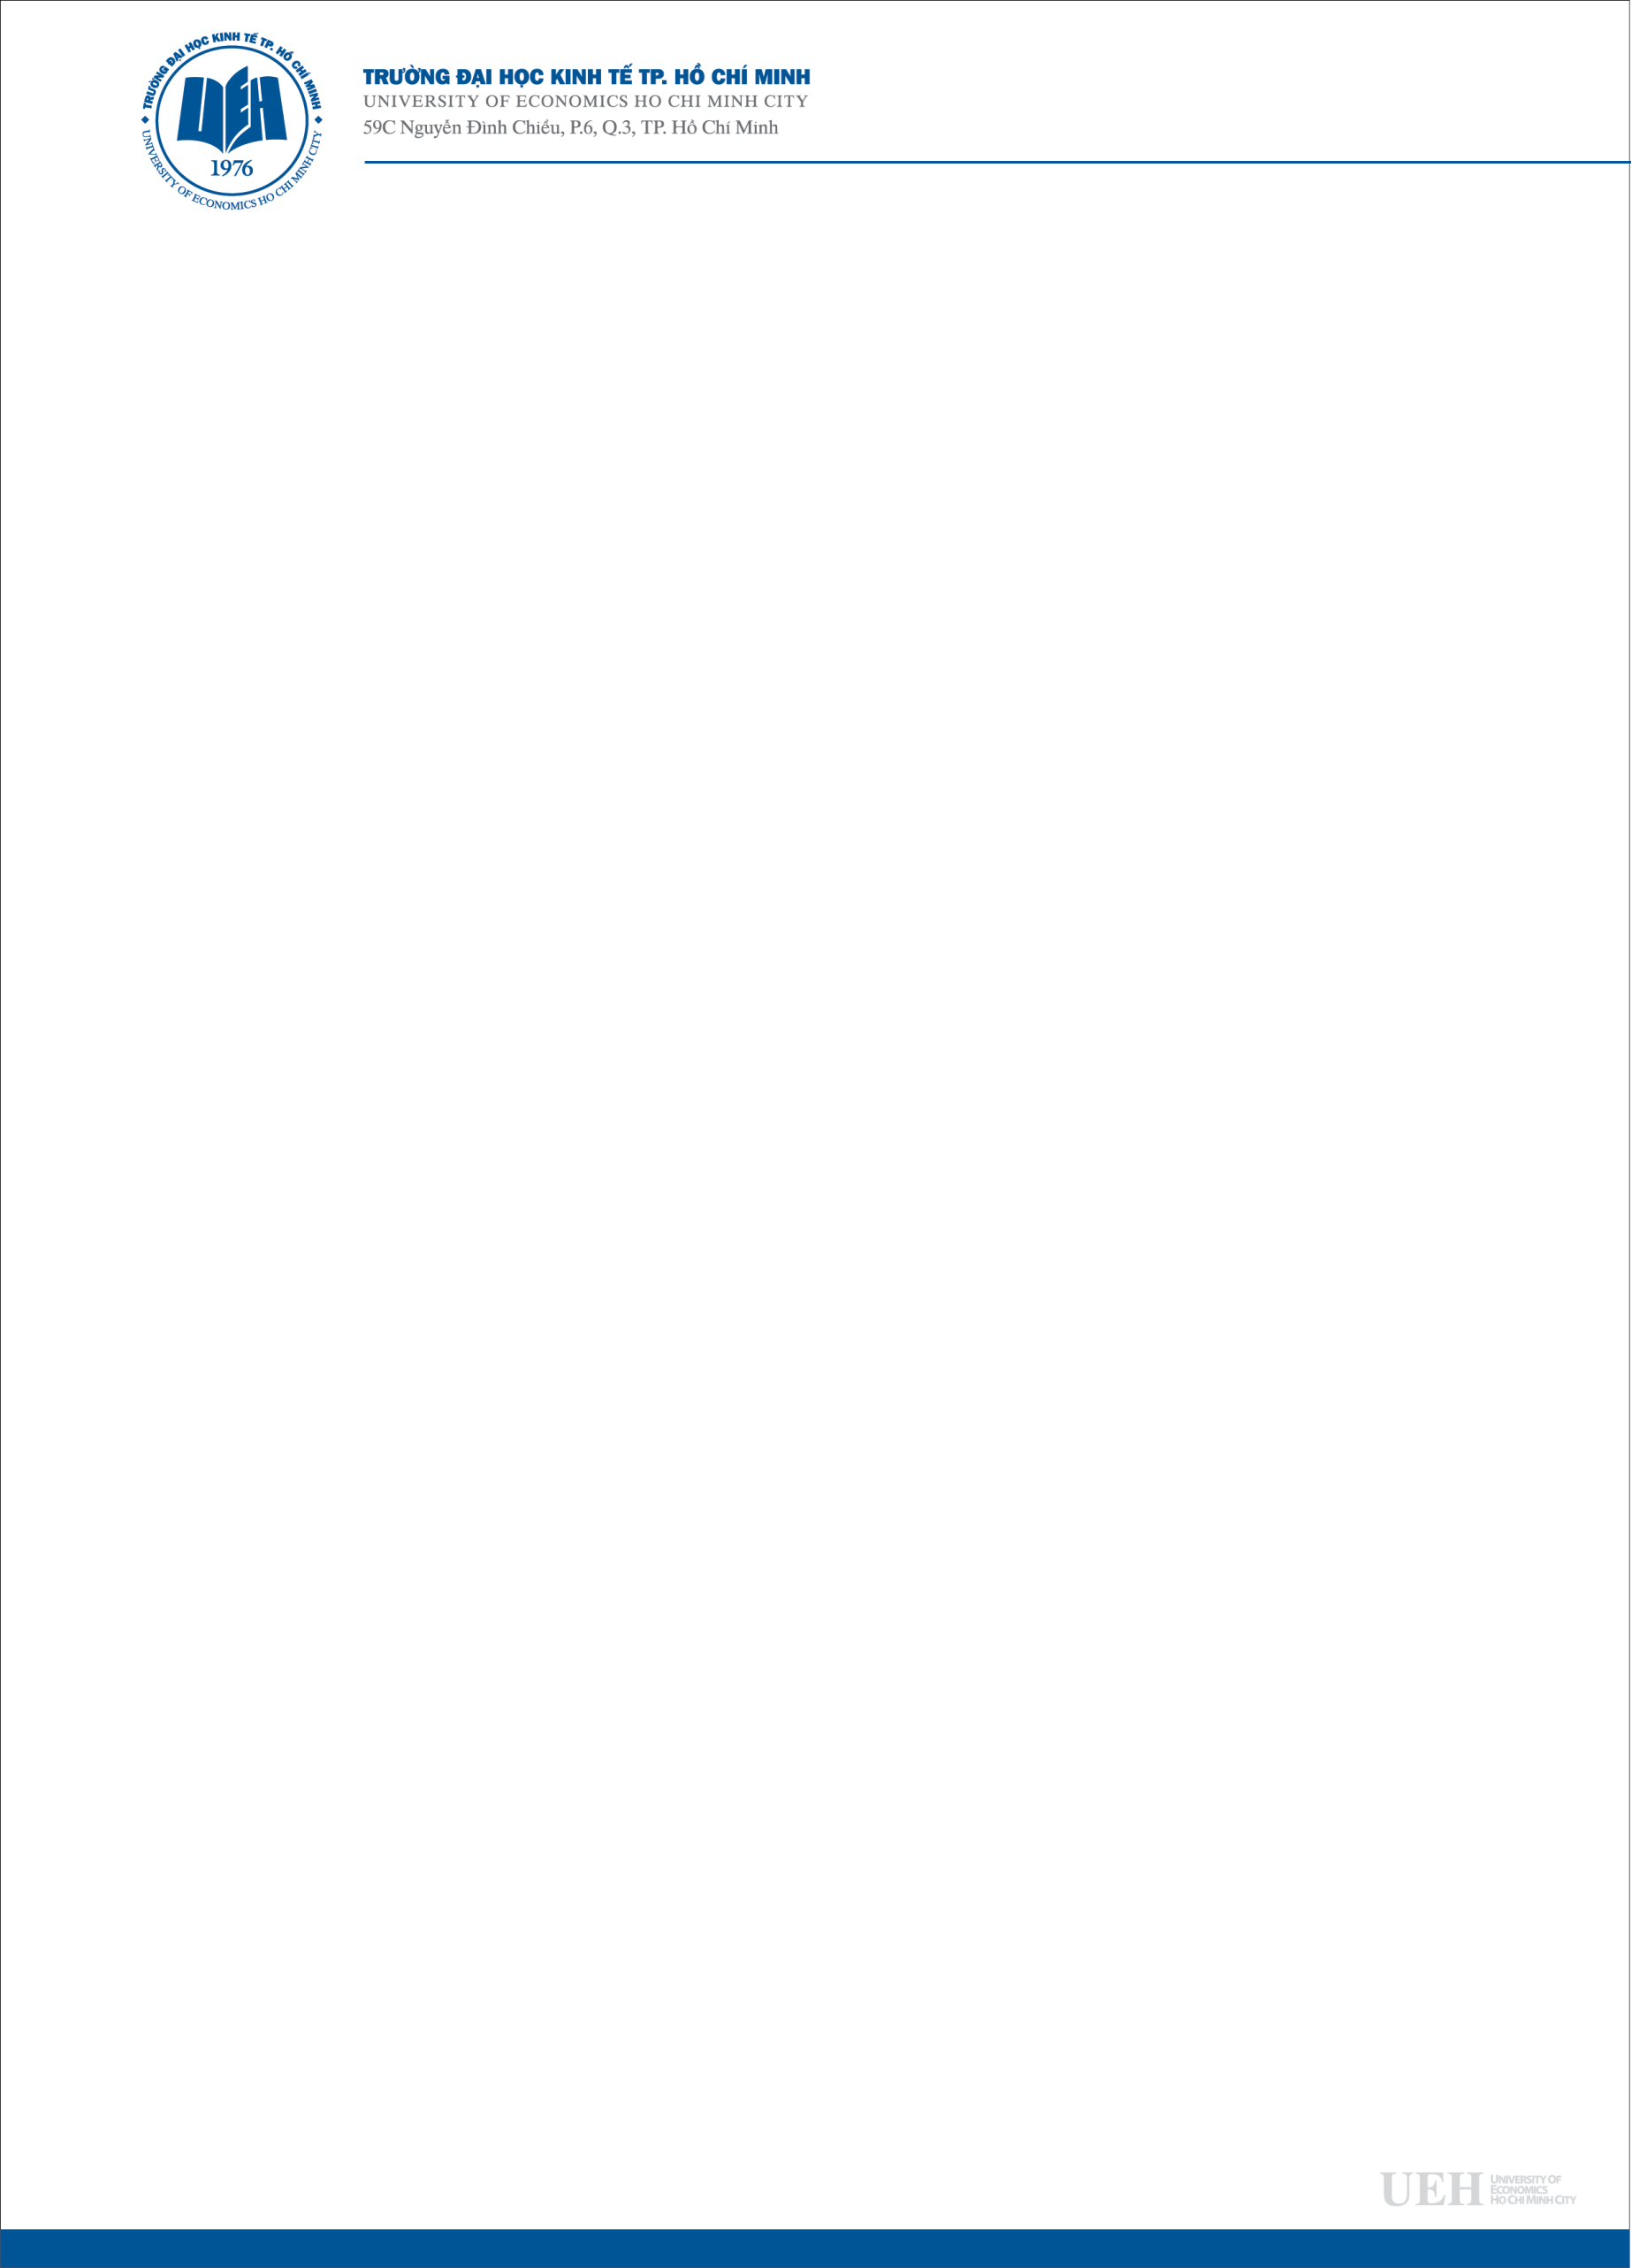 TRƯỜNG ĐẠI HỌC KINH TẾ TP. HỒ CHÍ MINH
UEH
1976
UNIVERSITY OF ECONOMICS HO CHI MINH CITY
TRƯỜNG ĐẠI HỌC KINH TẾ TP. HỒ CHÍ MINH
UNIVERSITY OF ECONOMICS HO CHI MINH CITY
59C Nguyễn Đình Chiểu, P.6, Q.3, TP. Hồ Chí Minh
UEH
UNIVERSITY OF
ECONOMICS
HO CHI MINH CITY